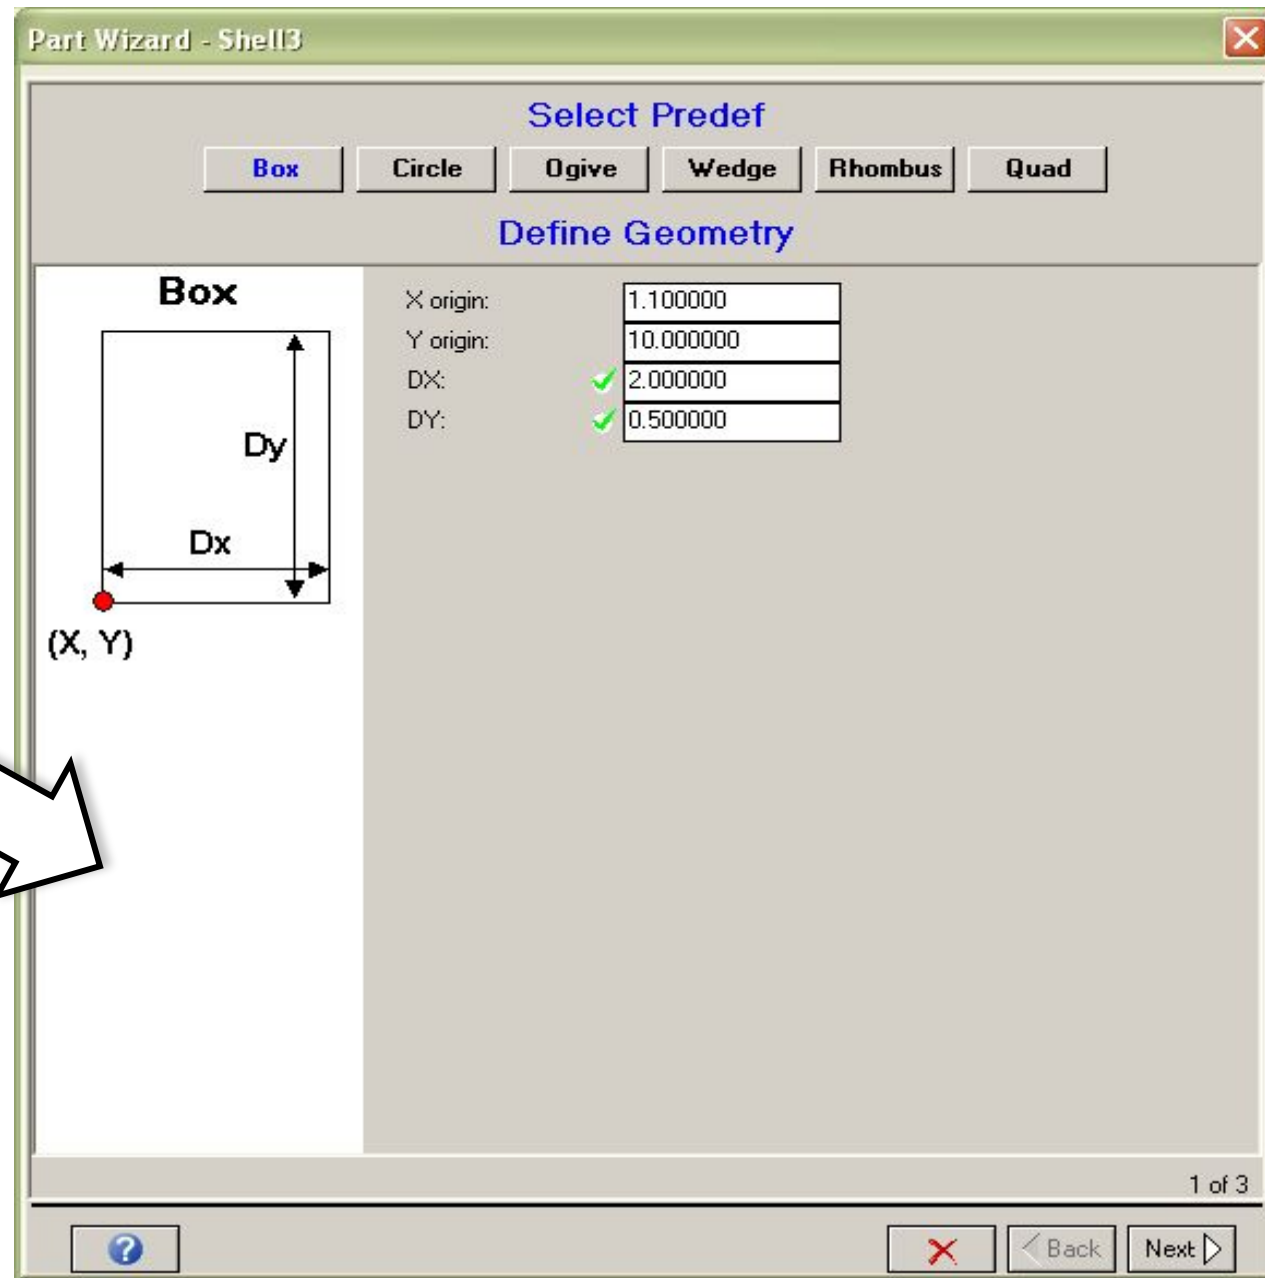 Part Wizard - Shell3
Select Predef
Box Circle Ogive Wedge Rhombus Quad
Define Geometry
Box
Dy
Dx
(X, Y)
X origin: 1.100000
Y origin: 10.000000
DX: 2.000000
DY: 0.500000
1 of 3
? Back Next